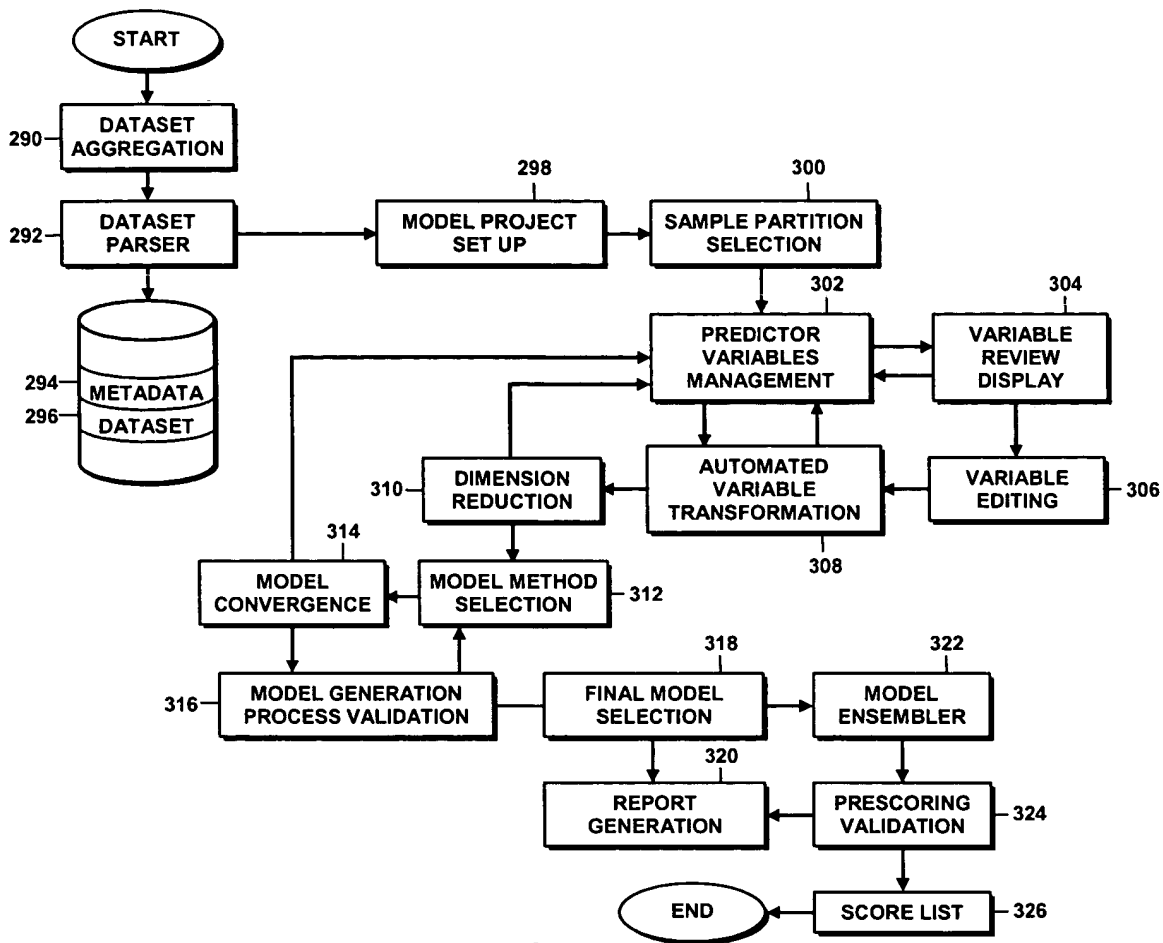 START
290
DATASET
AGGREGATION
298
300
292
DATASET
PARSER
MODEL PROJECT
SET UP
SAMPLE PARTITION
SELECTION
302
304
294
METADATA
296
DATASET
PREDICTOR
VARIABLES
MANAGEMENT
VARIABLE
REVIEW
DISPLAY
310
DIMENSION
REDUCTION
AUTOMATED
VARIABLE
TRANSFORMATION
VARIABLE
EDITING
306
308
314
MODEL
CONVERGENCE
MODEL METHOD
SELECTION
312
318
322
316
MODEL GENERATION
PROCESS VALIDATION
FINAL MODEL
SELECTION
MODEL
ENSEMBLER
320
REPORT
GENERATION
PRESCORING
VALIDATION
324
END
SCORE LIST
326